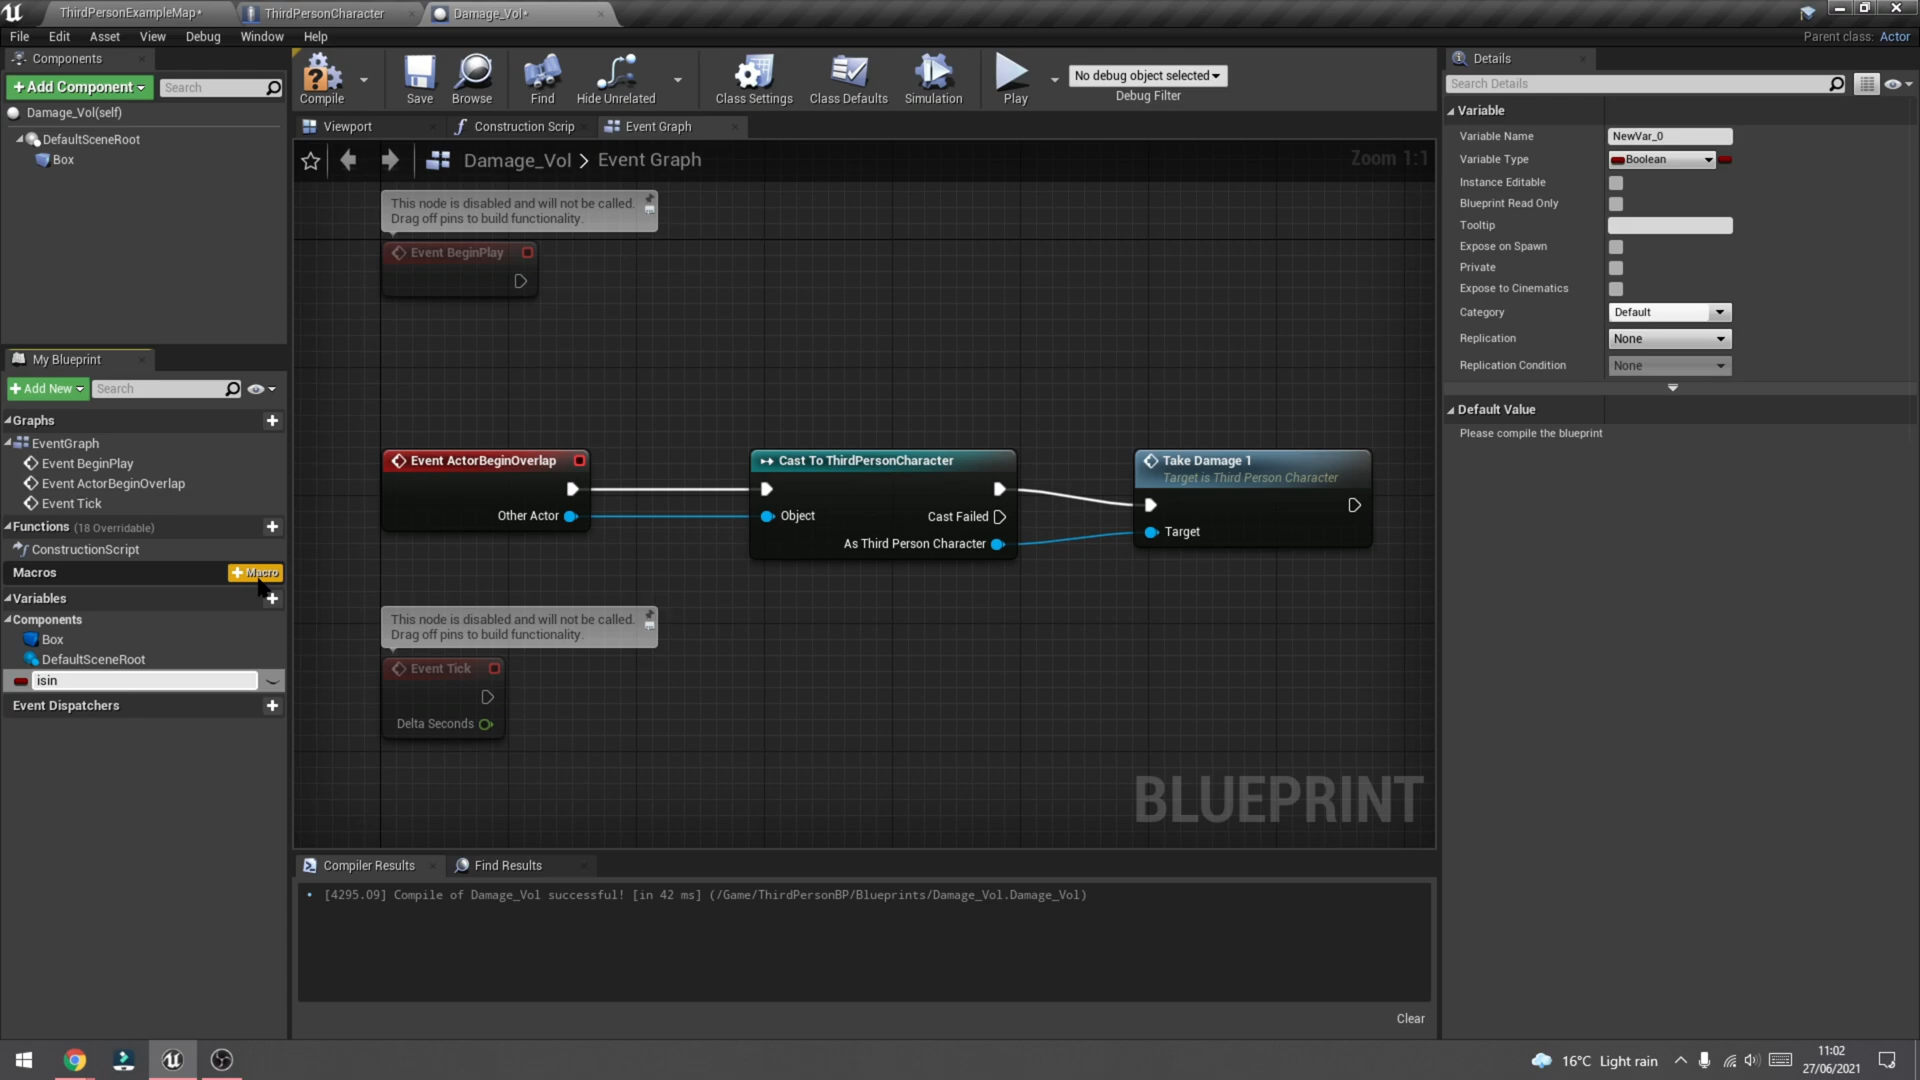 ThirdPersonExampleMap*
ThirdPersonCharacter
Damage_Vol*
File Edit Asset View Debug Window Help
Parent class: Actor
Components
+Add Component
Search
Damage_Vol(self)
DefaultSceneRoot
Box
Compile
Save
Browse
Find
Hide Unrelated
Class Settings
Class Defaults
Simulation
Play
No debug object selected
Debug Filter
Viewport
Construction Scrip
Event Graph
Damage_Vol > Event Graph
Zoom 1:1
This node is disabled and will not be called.
Drag off pins to build functionality.
Event BeginPlay
Event ActorBeginOverlap
Other Actor
Cast To ThirdPersonCharacter
Object
Cast Failed
As Third Person Character
Take Damage 1
Target is Third Person Character
Target
This node is disabled and will not be called.
Drag off pins to build functionality.
Event Tick
Delta Seconds
BLUEPRINT
My Blueprint
+Add New
Search
Graphs
EventGraph
Event BeginPlay
Event ActorBeginOverlap
Event Tick
Functions (18 Overridable)
ConstructionScript
Macros
+ Macro
Variables
Components
Box
DefaultSceneRoot
isin
Event Dispatchers
Compiler Results
Find Results
• [4295.09] Compile of Damage_Vol successful! [in 42 ms] (/Game/ThirdPersonBP/Blueprints/Damage_Vol.Damage_Vol)
Clear
Details
Search Details
Variable
Variable Name NewVar_0
Variable Type Boolean
Instance Editable
Blueprint Read Only
Tooltip
Expose on Spawn
Private
Expose to Cinematics
Category Default
Replication None
Replication Condition None
Default Value
Please compile the blueprint
16°C Light rain
11:02
27/06/2021